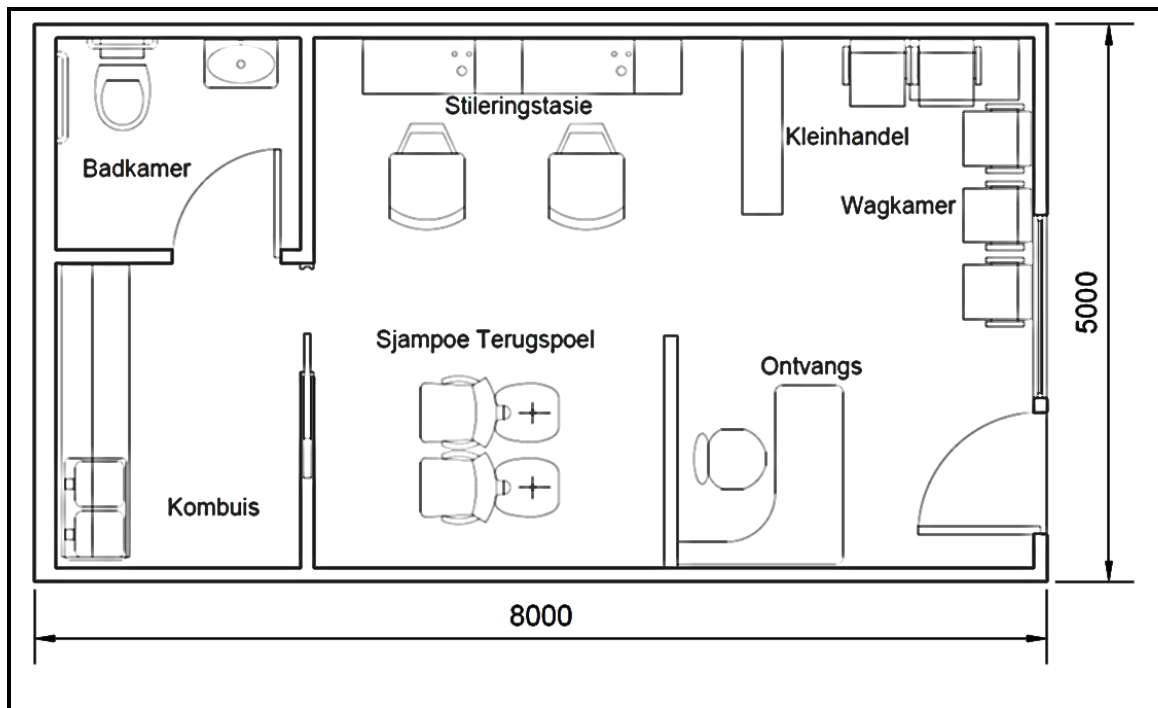 Stileringstasie
Kleinhandel
Badkamer
Wagkamer
5000
Sjampoe Terugspoel
Ontvangs
Kombuis
8000